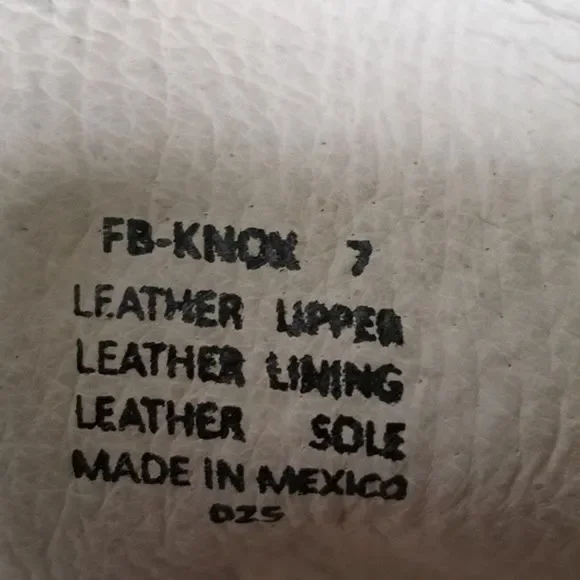 FB-KNOX 7
LEATHER UPPER
LEATHER LINING
LEATHER SOLE
MADE IN MEXICO
025